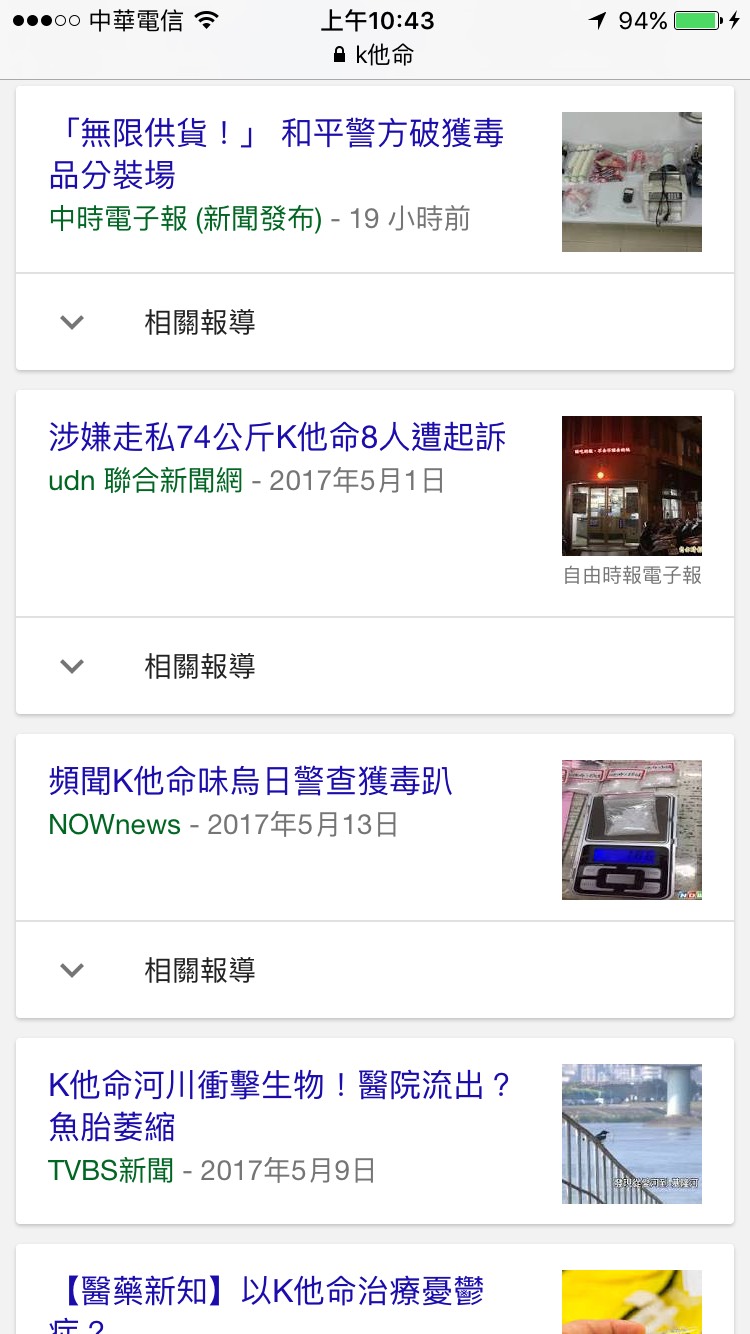 中華電信 上午10:43 94%
k他命
「無限供貨！」 和平警方破獲毒
品分裝場
中時電子報 (新聞發布) - 19 小時前
相關報導
涉嫌走私74公斤K他命8人遭起訴
udn 聯合新聞網 - 2017年5月1日
自由時報電子報
相關報導
頻聞K他命味烏日警查獲毒趴
NOWnews - 2017年5月13日
相關報導
K他命河川衝擊生物！醫院流出？
魚胎萎縮
TVBS新聞 - 2017年5月9日
【醫藥新知】以K他命治療憂鬱
症？